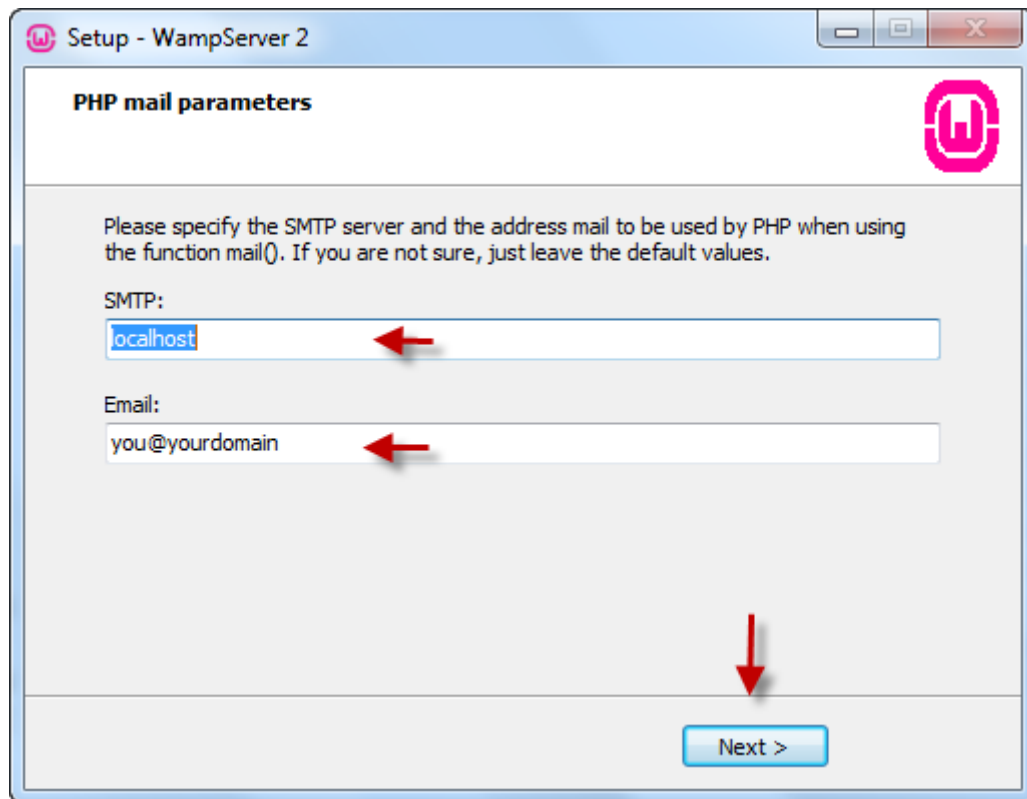 Setup - WampServer 2
PHP mail parameters
Please specify the SMTP server and the address mail to be used by PHP when using
the function mail(). If you are not sure, just leave the default values.
SMTP:
localhost
Email:
you@yourdomain
Next >